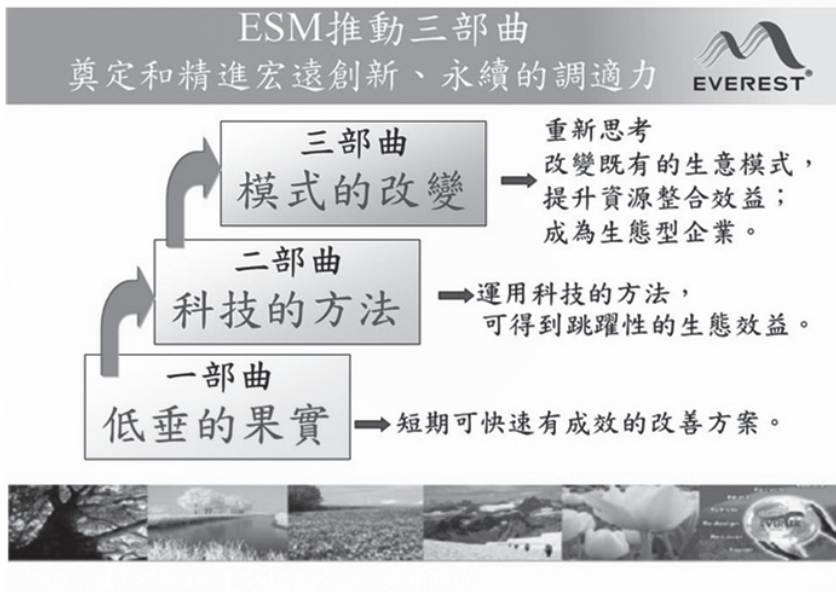 ESM推動三部曲
奠定和精進宏遠創新、永續的調適力
EVEREST®
三部曲
模式的改變
重新思考
改變既有的生意模式，
提升資源整合效益；
成為生態型企業。
二部曲
科技的方法
運用科技的方法，
可得到跳躍性的生態效益。
一部曲
低垂的果實
短期可快速有成效的改善方案。